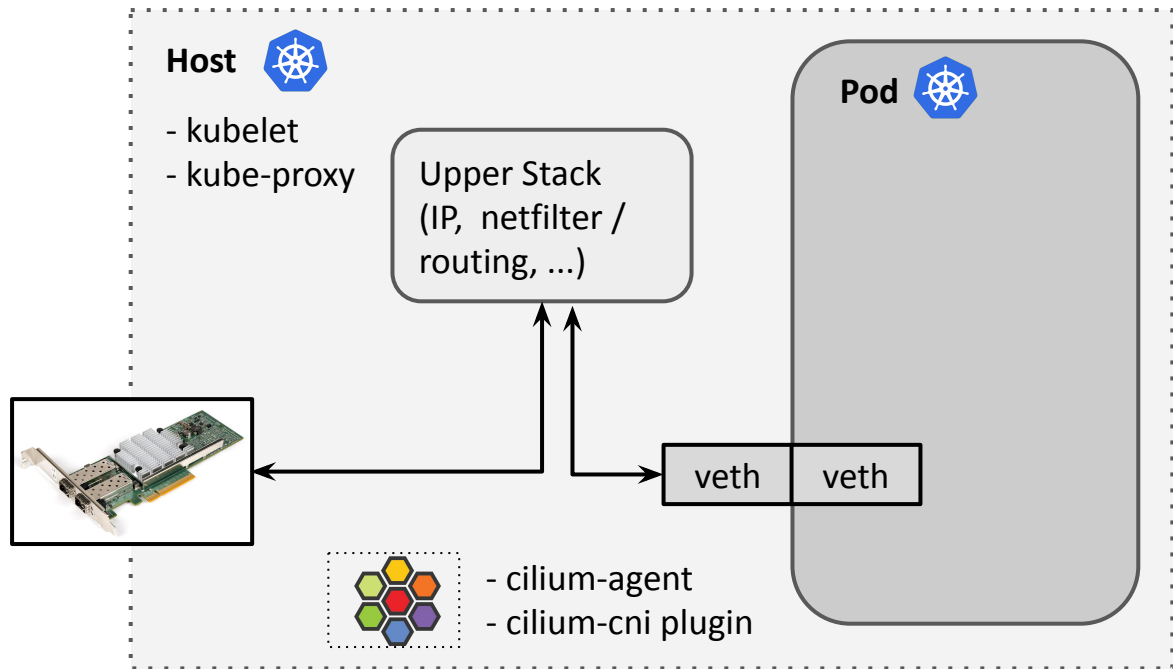 Host
- kubelet
- kube-proxy
Pod
Upper Stack
(IP, netfilter /
routing, ...)
veth
veth
- cilium-agent
- cilium-cni plugin